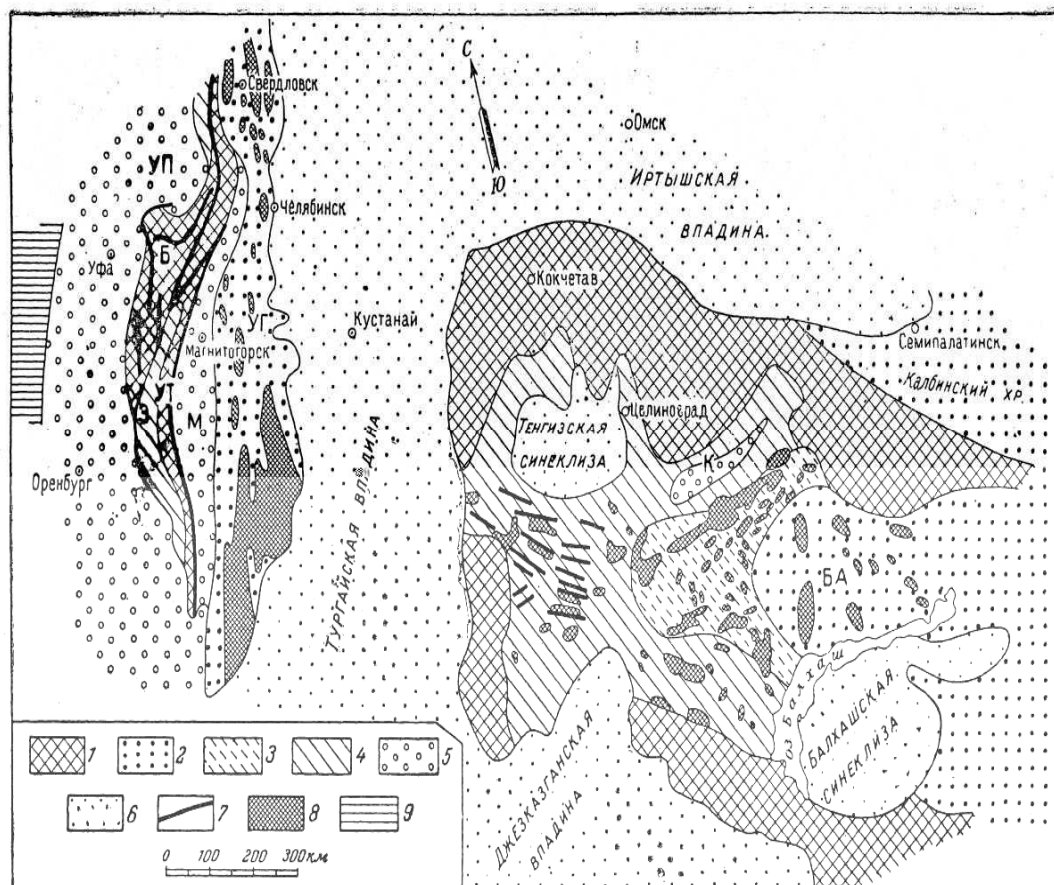 С
Свердловск
Омск
УП
Ю
ИРТЫШСКАЯ
Челябинск
ВПАДИНА
Б
Уфа
Кокчетав
Кустанай
УГ
Семипалатинск
Магнитогорск
КАЛБИНСКИЙ ХР.
УТ
Целиноград
З
М
ТЕНГИЗСКАЯ
СИНЕКЛИЗА
К
Оренбург
ТУРГАЙСКАЯ ВПАДИНА
БА
ОЗ. Балхаш
БАЛХАШСКАЯ
СИНЕКЛИЗА
ДЖЕЗКАЗГАНСКАЯ
ВПАДИНА
1 2 3 4 5
6 7 8 9
0 100 200 300 км